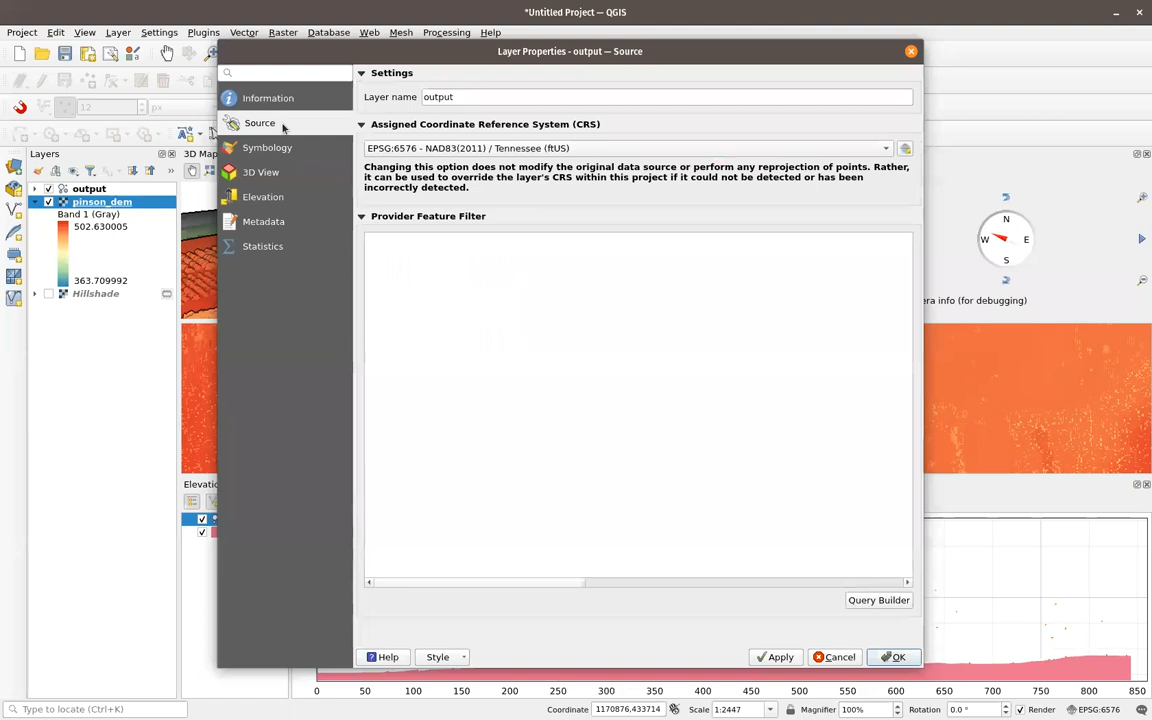 *Untitled Project — QGIS
Project Edit View Layer Settings Plugins Vector Raster Database Web Mesh Processing Help
Layer Properties - output — Source
Settings
Layer name output
Information
Source
Symbology
3D View
Elevation
Metadata
Statistics
Assigned Coordinate Reference System (CRS)
EPSG:6576 - NAD83(2011) / Tennessee (ftUS)
Changing this option does not modify the original data source or perform any reprojection of points. Rather,
it can be used to override the layer's CRS within this project if it could not be detected or has been
incorrectly detected.
Provider Feature Filter
Query Builder
Help Style Apply Cancel OK
12 px
Layers
»
output
pinson_dem
Band 1 (Gray)
502.630005
363.709992
Hillshade
3D Ma
N
W E
S
era info (for debugging)
Elevatio
0 50 100 150 200 250 300 350 400 450 500 550 600 650 700 750 800 850
Type to locate (Ctrl+K) Coordinate 1170876,433714 Scale 1:2447 Magnifier 100% Rotation 0.0 ° Render EPSG:6576